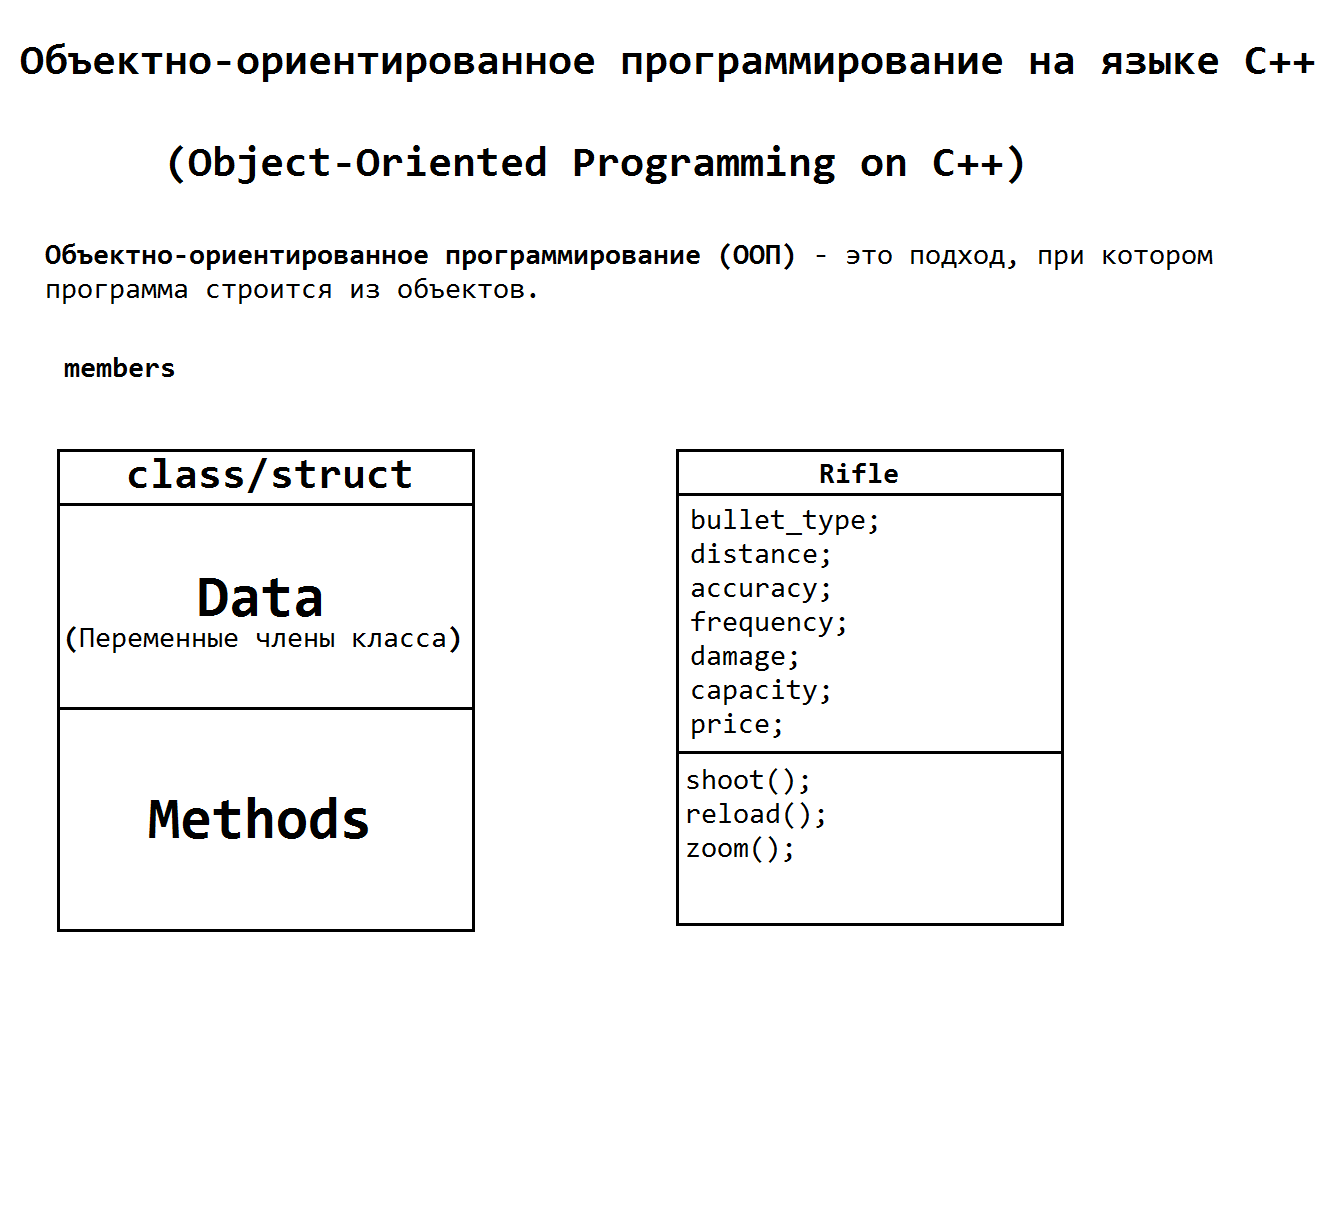 Объектно-ориентированное программирование на языке C++
(Object-Oriented Programming on C++)
Объектно-ориентированное программирование (ООП) - это подход, при котором
программа строится из объектов.
members
class/struct
Data
(Переменные члены класса)
Methods
Rifle
bullet_type;
distance;
accuracy;
frequency;
damage;
capacity;
price;
shoot();
reload();
zoom();